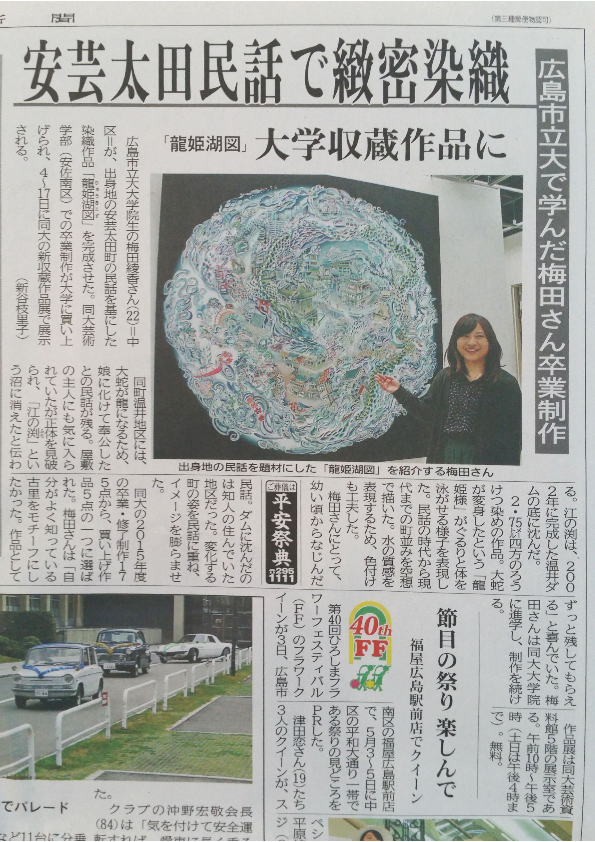 聞
(第三種郵便物認可)
安芸太田民話で緻密染織
広島市立大で学んだ梅田さん卒業制作
「龍姫湖図」大学収蔵作品に
広島市立大大学院生の梅田綾香さん(22)=中
区=が、出身地の安芸太田町の民話を基にした
染織作品「龍姫湖図」を完成させた。同大芸術
学部(安佐南区)での卒業制作が大学に買い上
げられ、4~17日に同大の新収蔵作品展で展示
される。
(新谷枝里子)
出身地の民話を題材にした「龍姫湖図」を紹介する梅田さん
同町温井地区には、
大蛇が龍になるため、
娘に化けて奉公した
との民話が残る。屋敷
の主人にも気に入ら
れていたが正体を見破
られ、「江の渕」とい
う沼に消えたと伝わ
る。江の渕は、200
2年に完成した温井ダ
ムの底に沈んだ。
2・75㍍四方のろう
けつ染めの作品。大蛇
が変身したという「龍
姫様」がぐるりと体を
泳がせる様子を表現し
た。民話の時代から現
代までの町並みを空想
で描いた。水の質感を
表現するため、色付け
も工夫した。
梅田さんにとって、
幼い頃からなじんだ
民話。ダムに沈んだの
は知人の住んでいた
地区だった。変化する
町の姿を民話に重ね、
イメージを膨らませ
た。
同大の2015年度
の卒業・修了制作17
5点から、買い上げ作
品5点の一つに選ば
れた。梅田さんは「自
分がよく知っている
古里をモチーフにし
たかった。作品として
ずっと残してもらえ
る」と喜んでいた。梅
田さんは同大大学院
に進学し、制作を続け
る。
作品展は同大芸術資
料館5階の展示室であ
る。午前10時~午後5
時(土日は午後4時ま
で)。無料。
ご葬儀は
平安祭典
295
1111
節目の祭り 楽しんで
福屋広島駅前店でクイーン
40th
FF
第40回ひろしまフラ
ワーフェスティバル
(FF)のフラワーク
イーンが3日、広島市
南区の福屋広島駅前店
で、5月3~5日に中
区の平和大通り一帯で
ある祭りの見どころを
PRした。
津田恋さん(19)たち
3人のクイーンが、ス
でパレード
た。
クラブの沖野宏敬会長
(84)は「気を付けて安全運
など11台に分乗